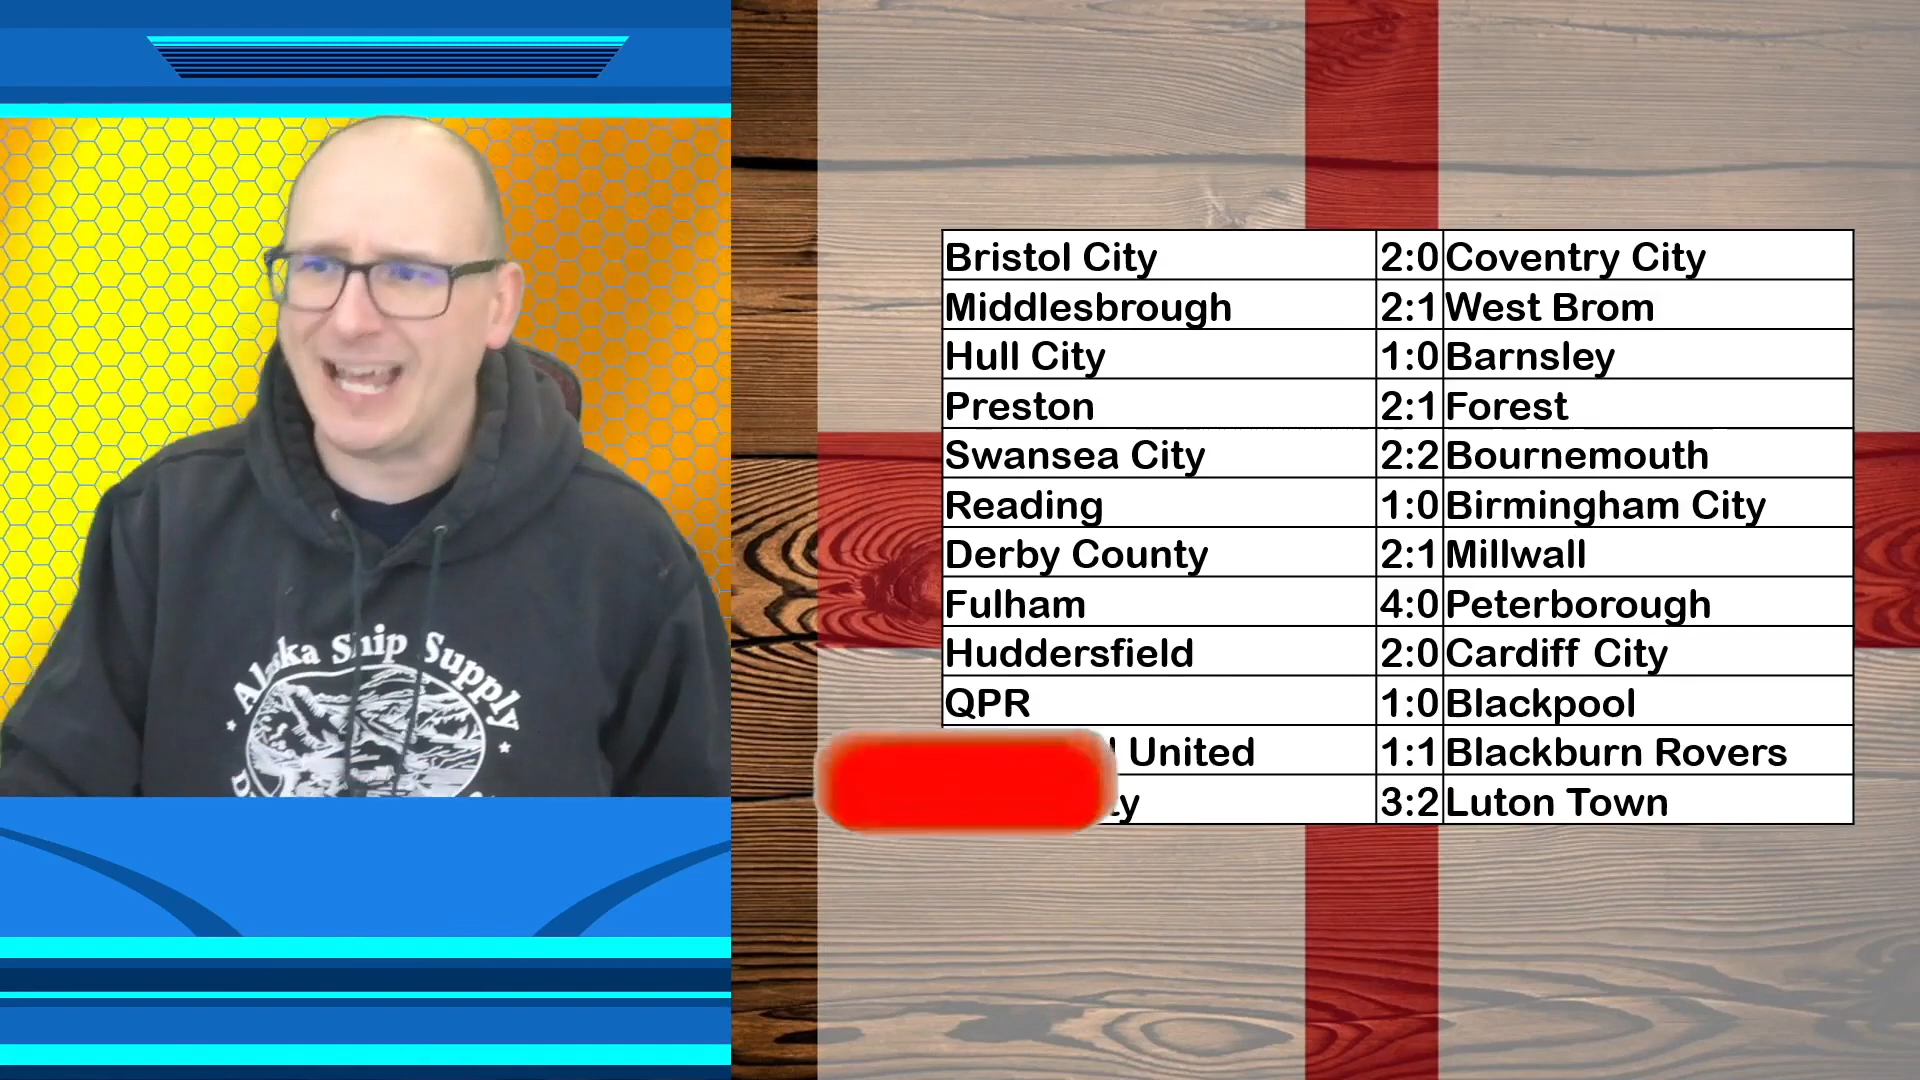 Alaska Ship Supply
Bristol City 2:0 Coventry City
Middlesbrough 2:1 West Brom
Hull City 1:0 Barnsley
Preston 2:1 Forest
Swansea City 2:2 Bournemouth
Reading 1:0 Birmingham City
Derby County 2:1 Millwall
Fulham 4:0 Peterborough
Huddersfield 2:0 Cardiff City
QPR 1:0 Blackpool
United 1:1 Blackburn Rovers
3:2 Luton Town